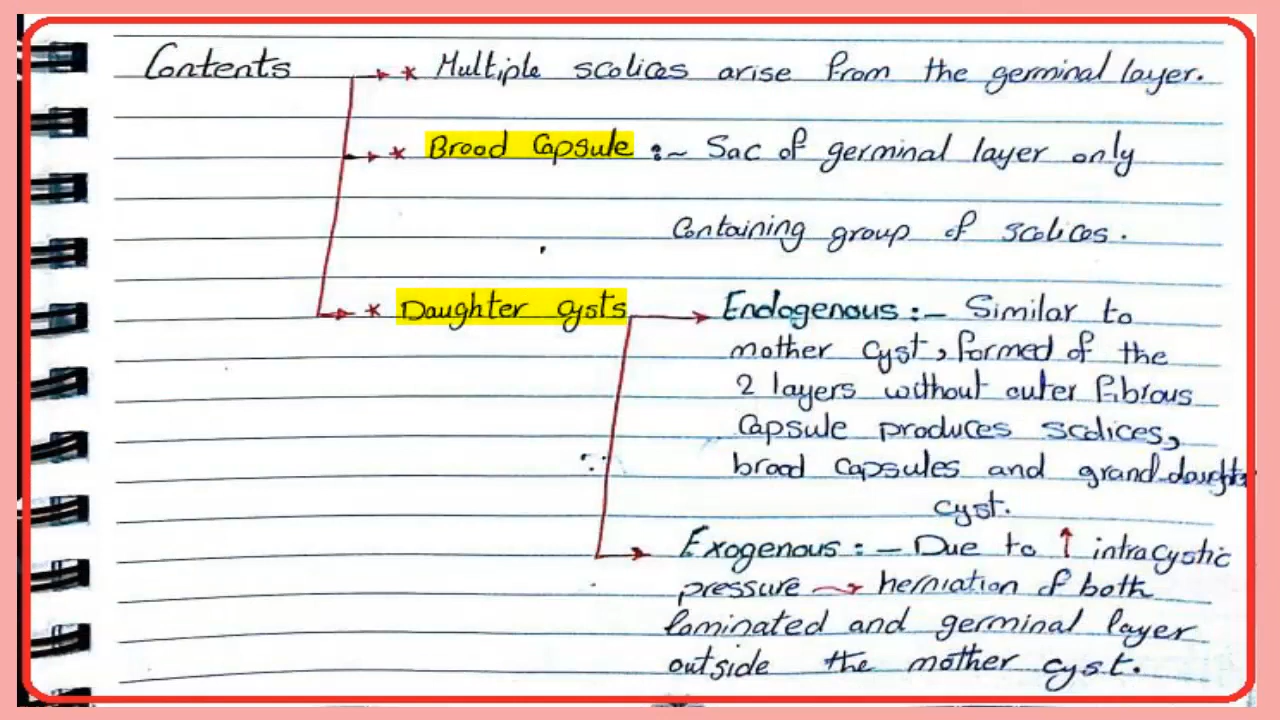 Contents * Multiple scolices arise from the germinal layer.
* Brood Capsule :~ Sac of germinal layer only
Containing group of scolices.
* Daughter cysts Endogenous :- Similar to
mother cyst, formed of the
2 layers without outer fibrous
Capsule produces scolices,
brood capsules and grand-daughter
cyst.
Exogenous :- Due to ↑ intracystic
pressure → herniation of both
laminated and germinal layer
outside the mother cyst.